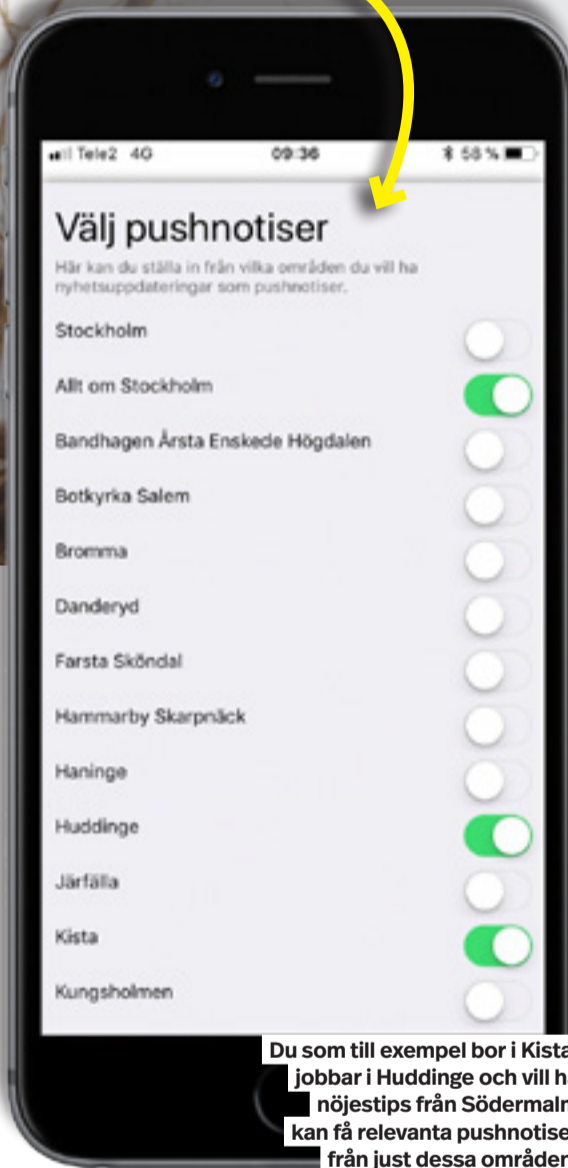 Tele2 4G 09:36 58 %
Välj pushnotiser
Här kan du ställa in från vilka områden du vill ha
nyhetsuppdateringar som pushnotiser.
Stockholm
Allt om Stockholm
Bandhagen Årsta Enskede Högdalen
Botkyrka Salem
Bromma
Danderyd
Farsta Sköndal
Hammarby Skarpnäck
Haninge
Huddinge
Järfälla
Kista
Kungsholmen
Du som till exempel bor i Kista
jobbar i Huddinge och vill
nöjestips från Södermalm
kan få relevanta
från just dessa